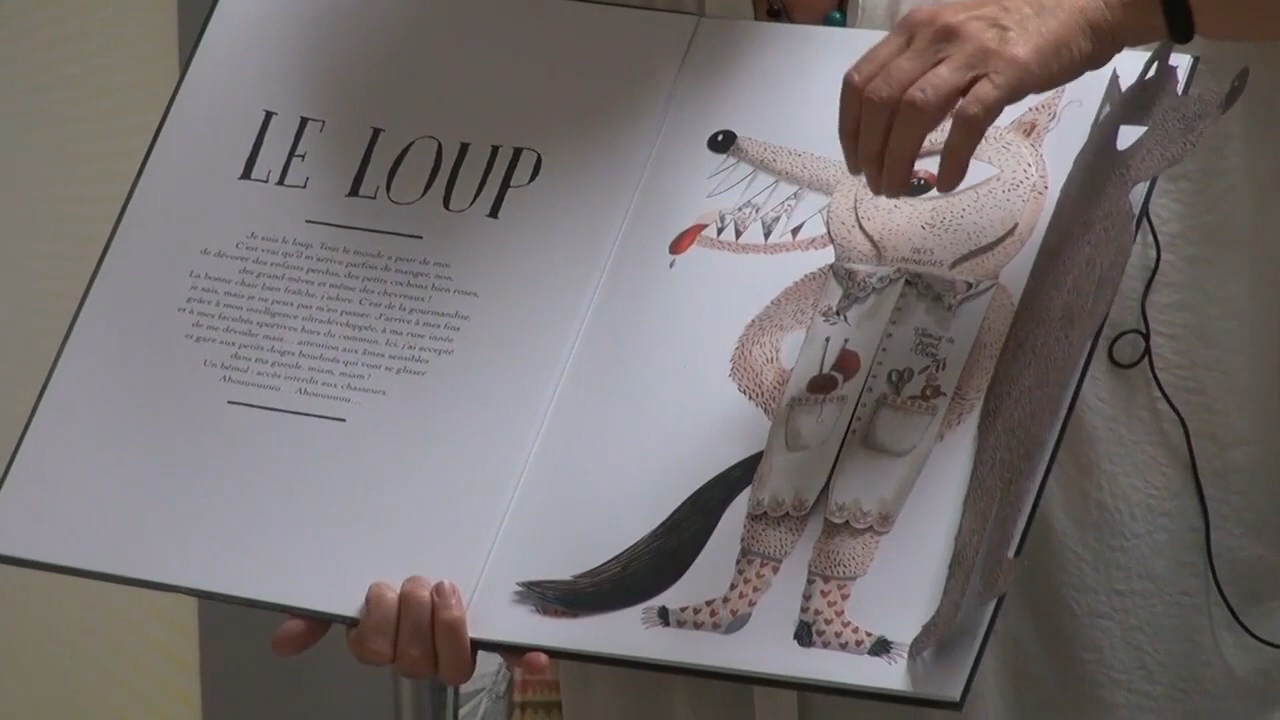 LE LOUP
Je suis le loup. Tout le monde a peur de moi.
C'est vrai qu'il m'arrive parfois de manger, non,
de dévorer des enfants perdus, des petits cochons bien roses,
des grand-mères et même des chevreaux !
La bonne chair bien fraîche, j'adore. C'est de la gourmandise,
je sais, mais je ne peux pas m'en passer. J'arrive à mes fins
grâce à mon intelligence ultradéveloppée, à ma ruse innée
et à mes facultés sportives hors du commun. Ici, j'ai accepté
de me dévoiler mais... attention aux âmes sensibles
et gare aux petits doigts boudinés qui vont se glisser
dans ma gueule, miam, miam !
Un bémol : accès interdit aux chasseurs.
Ahouuuuuu... Ahouuuuuu...
IDÉES
LUMINEUSES